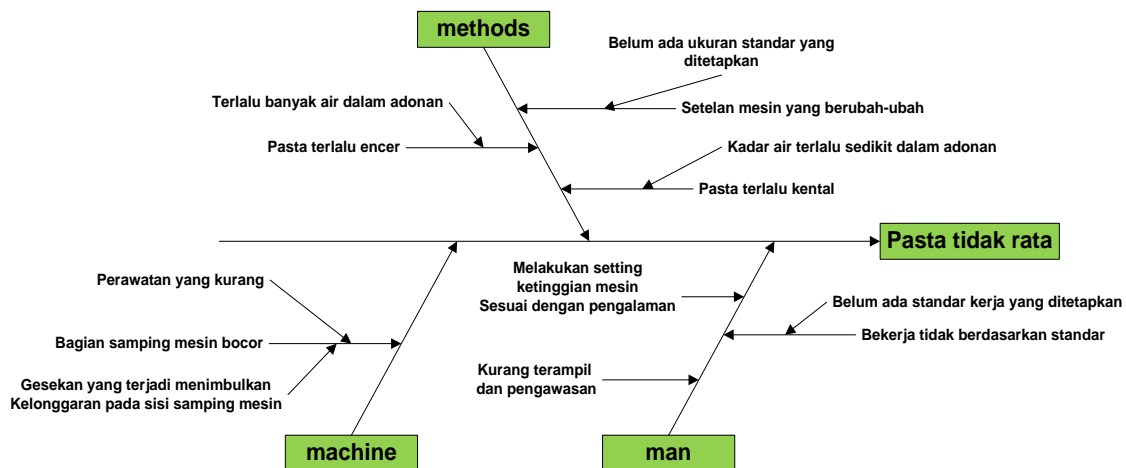 methods
Belum ada ukuran standar yang
ditetapkan
Terlalu banyak air dalam adonan
Setelan mesin yang berubah-ubah
Pasta terlalu encer
Kadar air terlalu sedikit dalam adonan
Pasta terlalu kental
Pasta tidak rata
Perawatan yang kurang
Melakukan setting
ketinggian mesin
Sesuai dengan pengalaman
Belum ada standar kerja yang ditetapkan
Bagian samping mesin bocor
Bekerja tidak berdasarkan standar
Gesekan yang terjadi menimbulkan
Kelonggaran pada sisi samping mesin
Kurang terampil
dan pengawasan
machine
man